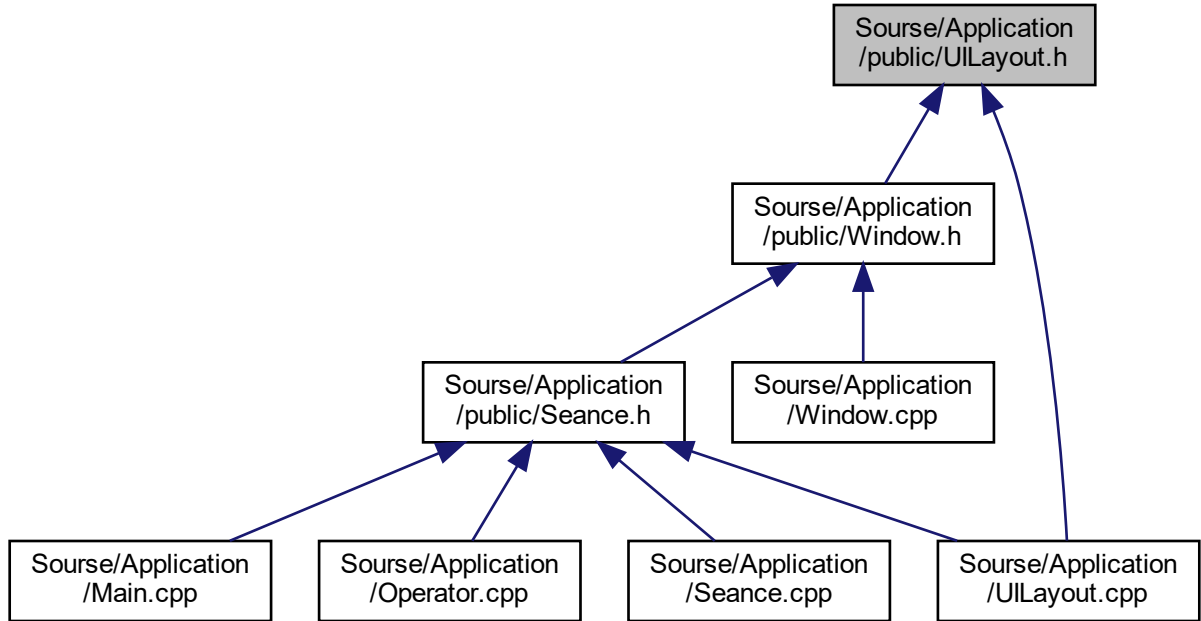 Sourse/Application
/public/UILayout.h
Sourse/Application
/public/Window.h
Sourse/Application
/public/Seance.h
Sourse/Application
/Window.cpp
Sourse/Application
/Main.cpp
Sourse/Application
/Operator.cpp
Sourse/Application
/Seance.cpp
Sourse/Application
/UILayout.cpp